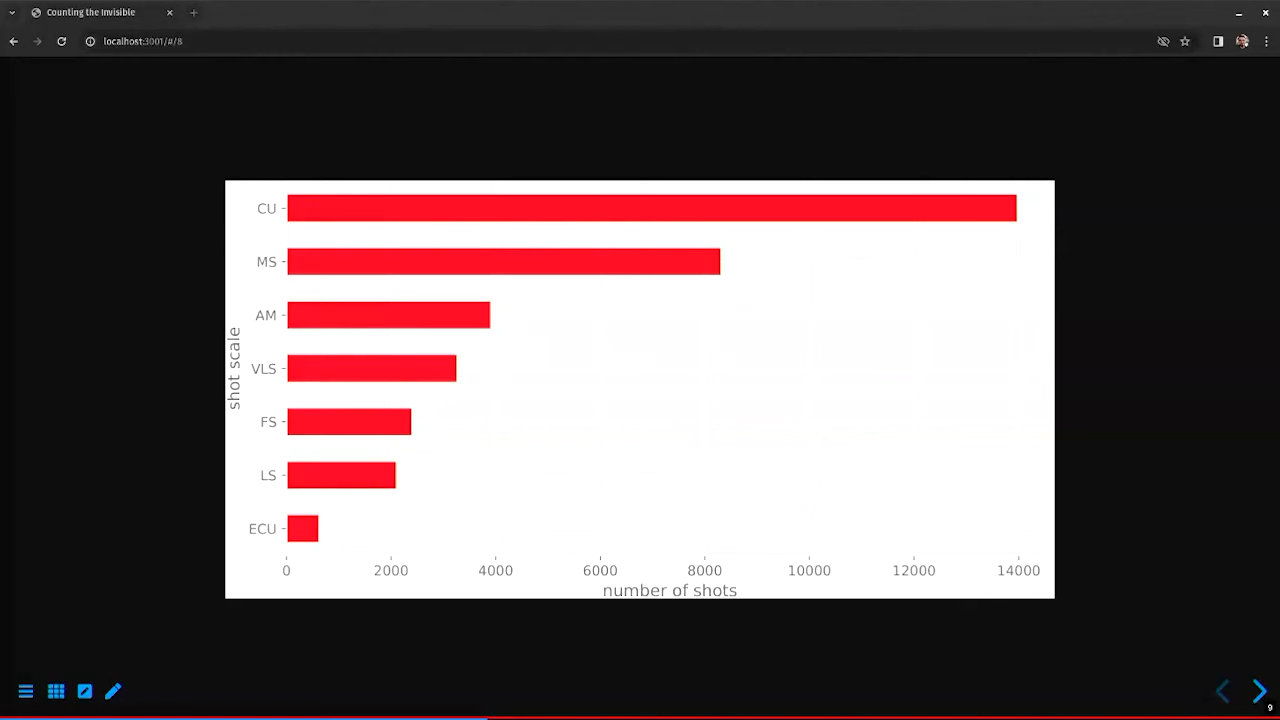 Counting the Invisible
localhost:3001/#/8
CU
MS
AM
VLS
FS
LS
ECU
shot scale
0 2000 4000 6000 8000 10000 12000 14000
number of shots
9